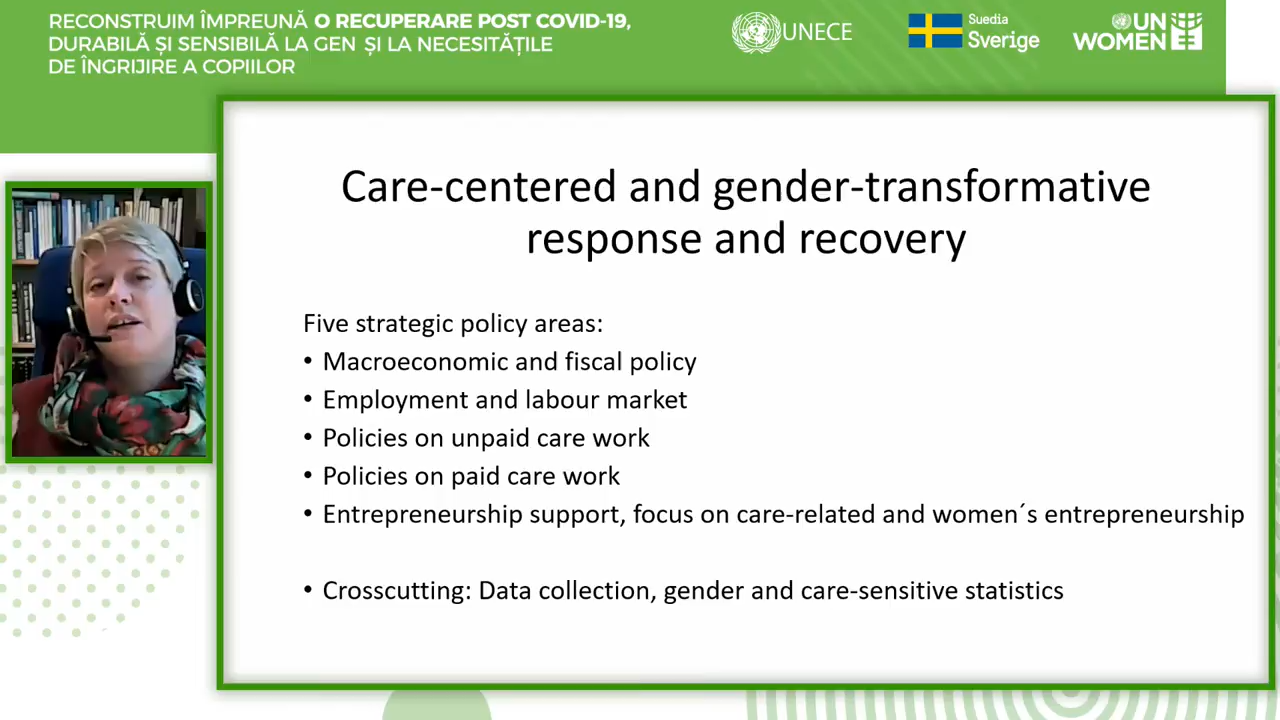 RECONSTRUIM ÎMPREUNĂ O RECUPERARE POST COVID-19,
DURABILĂ ȘI SENSIBILĂ LA GEN ȘI LA NECESITĂȚILE
DE ÎNGRIJIRE A COPIILOR
UNECE
Suedia
Sverige
UN
WOMEN
Care-centered and gender-transformative
response and recovery
Five strategic policy areas:
• Macroeconomic and fiscal policy
• Employment and labour market
• Policies on unpaid care work
• Policies on paid care work
• Entrepreneurship support, focus on care-related and women´s entrepreneurship
• Crosscutting: Data collection, gender and care-sensitive statistics